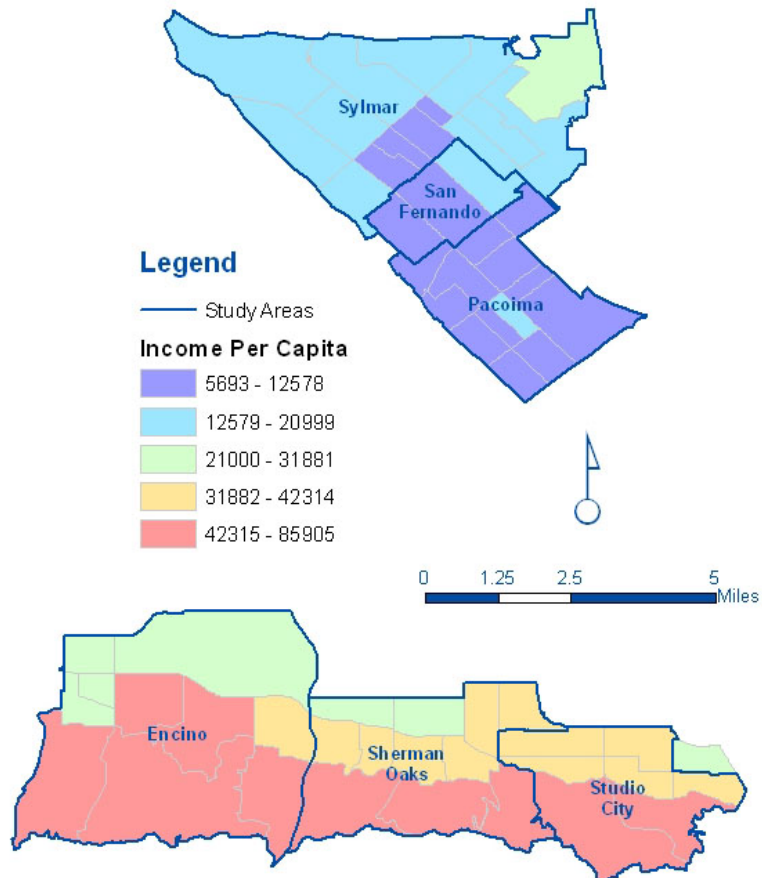 Sylmar
San
Fernando
Legend
Study Areas
Pacoima
Income Per Capita
5693 - 12578
12579 - 20999
21000 - 31881
31882 - 42314
42315 - 85905
0 1.25 2.5 5
Miles
Encino
Sherman
Oaks
Studio
City